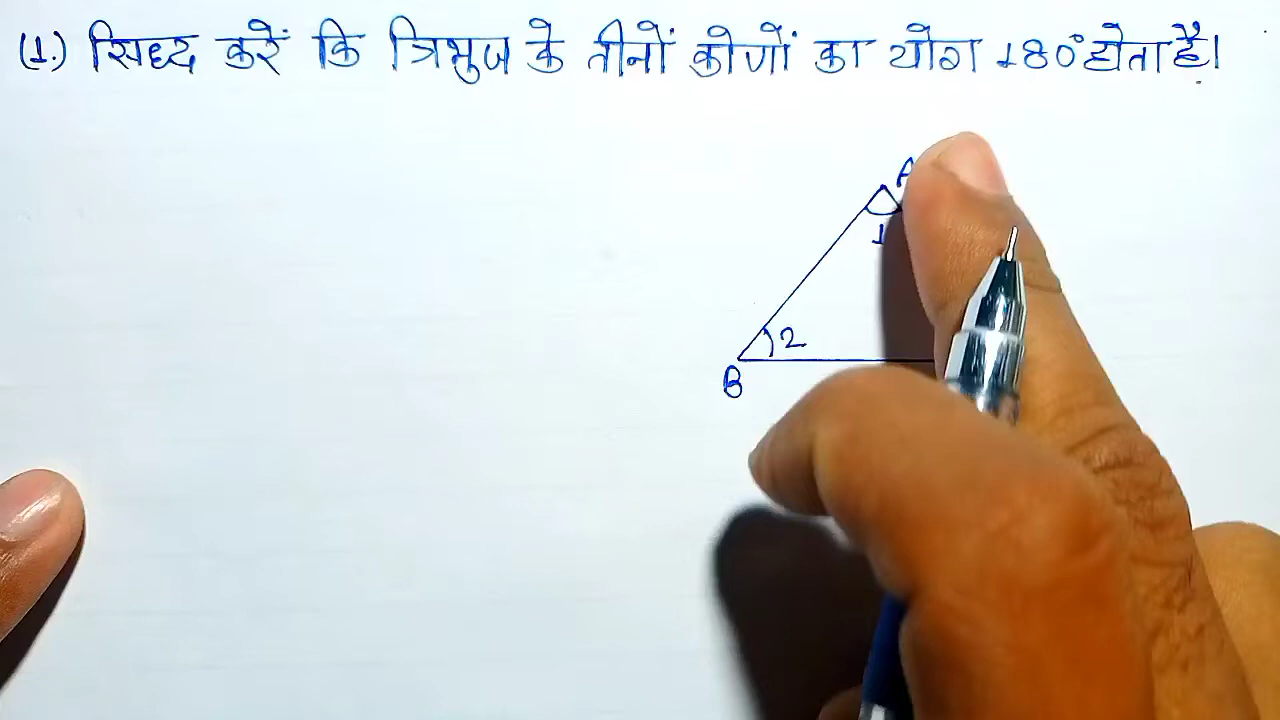 (1.) सिध्द करें कि त्रिभुज के तीनों कोणों का योग 180° होता है।
A
1
2
B